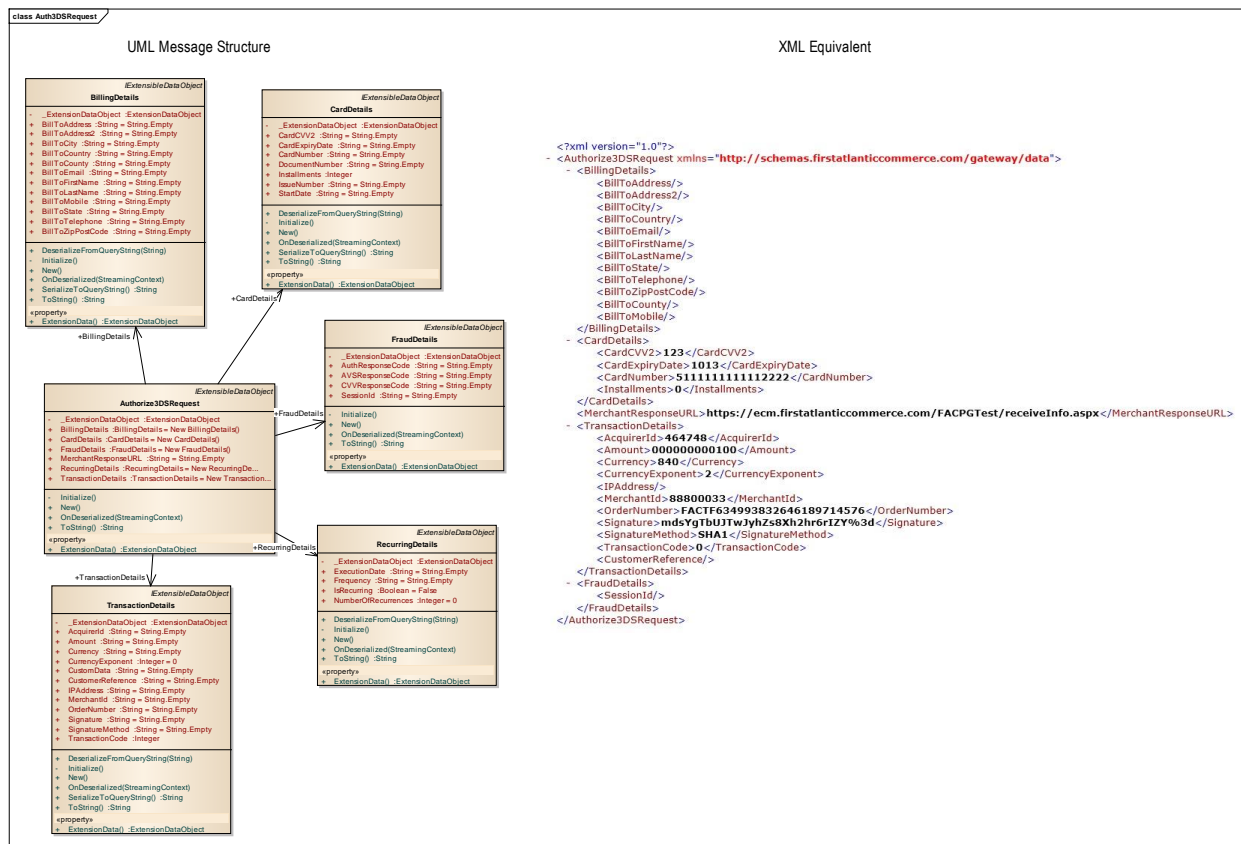 class Auth3DSRequest
UML Message Structure
XML Equivalent
IExtensibleDataObject
BillingDetails
- _ExtensionDataObject :ExtensionDataObject
+ BillToAddress :String = String.Empty
+ BillToAddress2 :String = String.Empty
+ BillToCity :String = String.Empty
+ BillToCountry :String = String.Empty
+ BillToCounty :String = String.Empty
+ BillToEmail :String = String.Empty
+ BillToFirstName :String = String.Empty
+ BillToLastName :String = String.Empty
+ BillToMobile :String = String.Empty
+ BillToState :String = String.Empty
+ BillToTelephone :String = String.Empty
+ BillToZipPostCode :String = String.Empty
+ DeserializeFromQueryString(String)
- Initialize()
+ New()
+ OnDeserialized(StreamingContext)
+ SerializeToQueryString() :String
+ ToString() :String
«property»
+ ExtensionData() :ExtensionDataObject
+BillingDetails
IExtensibleDataObject
CardDetails
- _ExtensionDataObject :ExtensionDataObject
+ CardCVV2 :String = String.Empty
+ CardExpiryDate :String = String.Empty
+ CardNumber :String = String.Empty
+ DocumentNumber :String = String.Empty
+ Installments :Integer
+ IssueNumber :String = String.Empty
+ StartDate :String = String.Empty
+ DeserializeFromQueryString(String)
- Initialize()
+ New()
+ OnDeserialized(StreamingContext)
+ SerializeToQueryString() :String
+ ToString() :String
«property»
+ ExtensionData() :ExtensionDataObject
+CardDetails
IExtensibleDataObject
FraudDetails
- _ExtensionDataObject :ExtensionDataObject
+ AuthResponseCode :String = String.Empty
+ AVSResponseCode :String = String.Empty
+ CVVResponseCode :String = String.Empty
+ SessionId :String = String.Empty
- Initialize()
+ New()
+ OnDeserialized(StreamingContext)
+ ToString() :String
«property»
+ ExtensionData() :ExtensionDataObject
+FraudDetails
IExtensibleDataObject
Authorize3DSRequest
- _ExtensionDataObject :ExtensionDataObject
+ BillingDetails :BillingDetails = New BillingDetails()
+ CardDetails :CardDetails = New CardDetails()
+ FraudDetails :FraudDetails = New FraudDetails()
+ MerchantResponseURL :String = String.Empty
+ RecurringDetails :RecurringDetails = New RecurringDe...
+ TransactionDetails :TransactionDetails = New Transaction...
- Initialize()
+ New()
+ OnDeserialized(StreamingContext)
+ ToString() :String
«property»
+ ExtensionData() :ExtensionDataObject
+RecurringDetails
+TransactionDetails
IExtensibleDataObject
RecurringDetails
- _ExtensionDataObject :ExtensionDataObject
+ ExecutionDate :String = String.Empty
+ Frequency :String = String.Empty
+ IsRecurring :Boolean = False
+ NumberOfRecurrences :Integer = 0
+ DeserializeFromQueryString(String)
- Initialize()
+ New()
+ OnDeserialized(StreamingContext)
+ ToString() :String
«property»
+ ExtensionData() :ExtensionDataObject
IExtensibleDataObject
TransactionDetails
- _ExtensionDataObject :ExtensionDataObject
+ AcquirerId :String = String.Empty
+ Amount :String = String.Empty
+ Currency :String = String.Empty
+ CurrencyExponent :Integer = 0
+ CustomData :String = String.Empty
+ CustomerReference :String = String.Empty
+ IPAddress :String = String.Empty
+ MerchantId :String = String.Empty
+ OrderNumber :String = String.Empty
+ Signature :String = String.Empty
+ SignatureMethod :String = String.Empty
+ TransactionCode :Integer
+ DeserializeFromQueryString(String)
- Initialize()
+ New()
+ OnDeserialized(StreamingContext)
+ SerializeToQueryString() :String
+ ToString() :String
«property»
+ ExtensionData() :ExtensionDataObject
<?xml version="1.0"?>
- <Authorize3DSRequest xmlns="http://schemas.firstatlanticcommerce.com/gateway/data">
- <BillingDetails>
<BillToAddress/>
<BillToAddress2/>
<BillToCity/>
<BillToCountry/>
<BillToEmail/>
<BillToFirstName/>
<BillToLastName/>
<BillToState/>
<BillToTelephone/>
<BillToZipPostCode/>
<BillToCounty/>
<BillToMobile/>
</BillingDetails>
- <CardDetails>
<CardCVV2>123</CardCVV2>
<CardExpiryDate>1013</CardExpiryDate>
<CardNumber>5111111111112222</CardNumber>
<Installments>0</Installments>
</CardDetails>
<MerchantResponseURL>https://ecm.firstatlanticcommerce.com/FACPGTest/receiveInfo.aspx</MerchantResponseURL>
- <TransactionDetails>
<AcquirerId>464748</AcquirerId>
<Amount>000000000100</Amount>
<Currency>840</Currency>
<CurrencyExponent>2</CurrencyExponent>
<IPAddress/>
<MerchantId>88800033</MerchantId>
<OrderNumber>FACTF634993832646189714576</OrderNumber>
<Signature>mdsYgTbUJTwJyhZs8Xh2hr6rIZY%3d</Signature>
<SignatureMethod>SHA1</SignatureMethod>
<TransactionCode>0</TransactionCode>
<CustomerReference/>
</TransactionDetails>
- <FraudDetails>
<SessionId/>
</FraudDetails>
</Authorize3DSRequest>